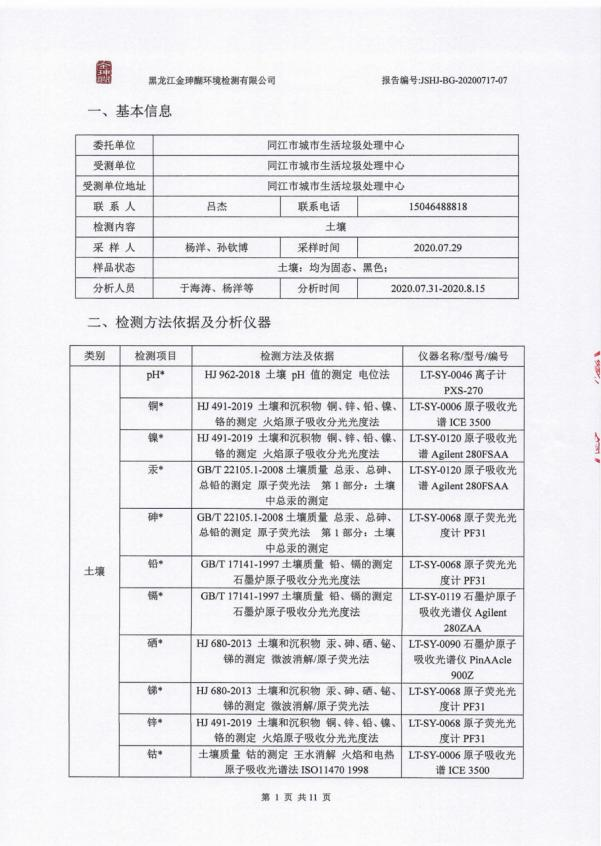 黑龙江金珅醐环境检测有限公司 报告编号:JSHJ-BG-20200717-07
一、基本信息
委托单位 同江市城市生活垃圾处理中心
受测单位 同江市城市生活垃圾处理中心
受测单位地址 同江市城市生活垃圾处理中心
联系人 吕杰 联系电话 15046488818
检测内容 土壤
采样人 杨洋、孙钦博 采样时间 2020.07.29
样品状态 土壤：均为固态、黑色；
分析人员 于海涛、杨洋等 分析时间 2020.07.31-2020.8.15
二、检测方法依据及分析仪器
类别 检测项目 检测方法及依据 仪器名称/型号/编号
土壤
pH* HJ 962-2018 土壤 pH 值的测定 电位法 LT-SY-0046 离子计
PXS-270
铜* HJ 491-2019 土壤和沉积物 铜、锌、铅、镍、 LT-SY-0006 原子吸收光
铬的测定 火焰原子吸收分光光度法 谱 ICE 3500
镍* HJ 491-2019 土壤和沉积物 铜、锌、铅、镍、 LT-SY-0120 原子吸收光
铬的测定 火焰原子吸收分光光度法 谱 Agilent 280FSAA
汞* GB/T 22105.1-2008 土壤质量 总汞、总砷、 LT-SY-0120 原子吸收光
总铅的测定 原子荧光法 第 1 部分：土壤 谱 Agilent 280FSAA
中总汞的测定
砷* GB/T 22105.1-2008 土壤质量 总汞、总砷、 LT-SY-0068 原子荧光光
总铅的测定 原子荧光法 第 1 部分：土壤 度计 PF31
中总汞的测定
铅* GB/T 17141-1997 土壤质量 铅、镉的测定 LT-SY-0068 原子荧光光
石墨炉原子吸收分光光度法 度计 PF31
镉* GB/T 17141-1997 土壤质量 铅、镉的测定 LT-SY-0119 石墨炉原子
石墨炉原子吸收分光光度法 吸收光谱仪 Agilent
280ZAA
硒* HJ 680-2013 土壤和沉积物 汞、砷、硒、铋、 LT-SY-0090 石墨炉原子
锑的测定 微波消解/原子荧光法 吸收光谱仪 PinAAcle
900Z
锑* HJ 680-2013 土壤和沉积物 汞、砷、硒、铋、 LT-SY-0068 原子荧光光
锑的测定 微波消解/原子荧光法 度计 PF31
锌* HJ 491-2019 土壤和沉积物 铜、锌、铅、镍、 LT-SY-0068 原子荧光光
铬的测定 火焰原子吸收分光光度法 度计 PF31
钴* 土壤质量 钴的测定 王水消解 火焰和电热 LT-SY-0006 原子吸收光
原子吸收光谱法 ISO11470 1998 谱 ICE 3500
第 1 页 共 11 页